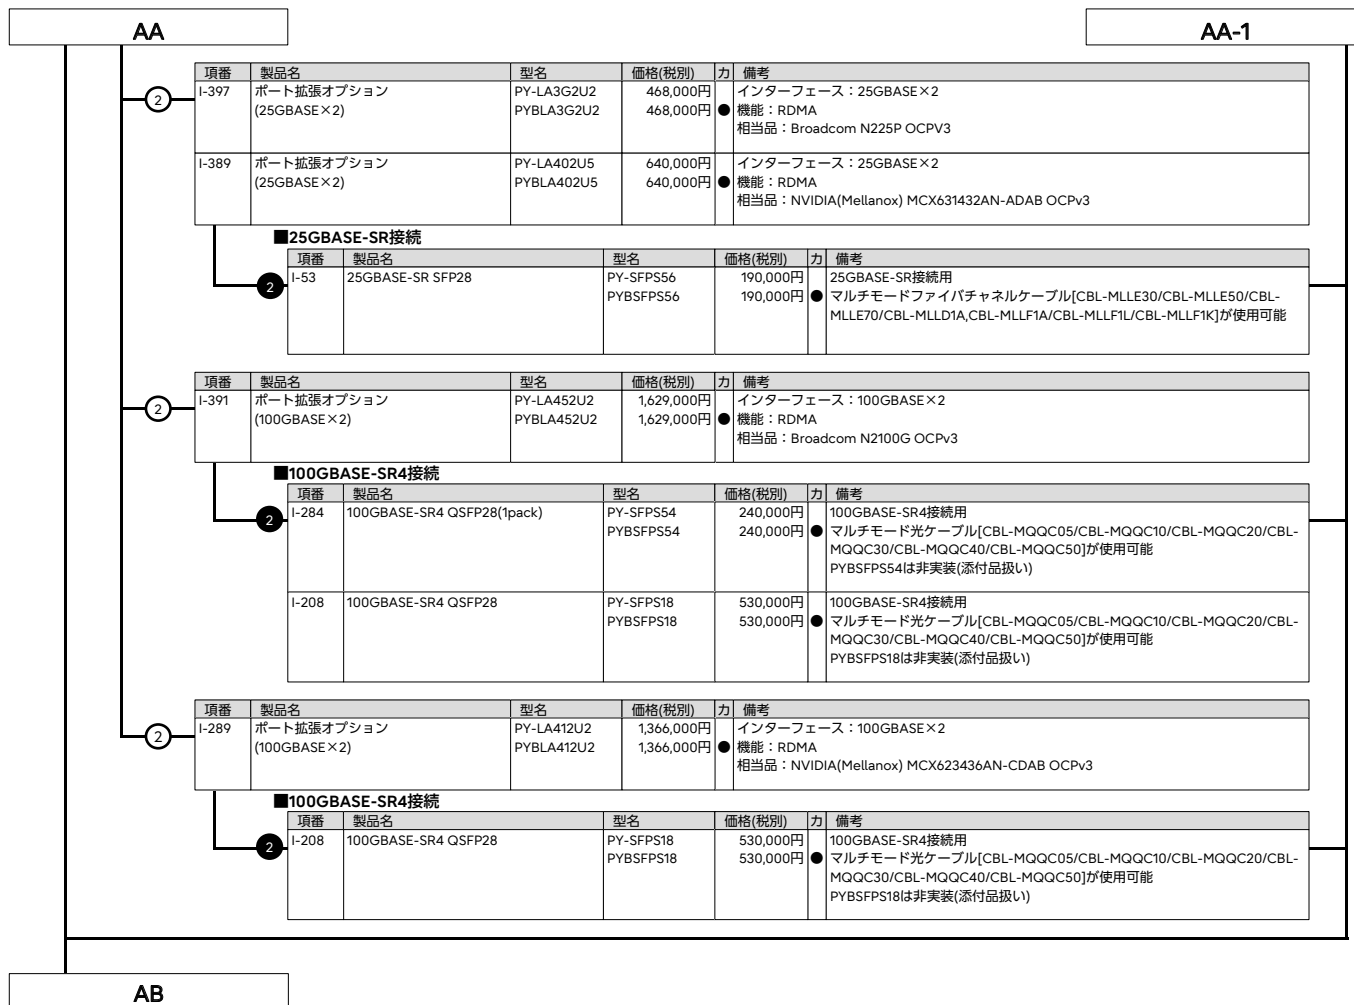 AA
AA-1
項番 製品名 型名 価格(税別) カ 備考
2
I-397 ポート拡張オプション PY-LA3G2U2 468,000円 インターフェース：25GBASE×2
(25GBASE×2) PYBLA3G2U2 468,000円 ● 機能：RDMA
相当品：Broadcom N225P OCPV3
I-389 ポート拡張オプション PY-LA402U5 640,000円 インターフェース：25GBASE×2
(25GBASE×2) PYBLA402U5 640,000円 ● 機能：RDMA
相当品：NVIDIA(Mellanox) MCX631432AN-ADAB OCPv3
■25GBASE-SR接続
項番 製品名 型名 価格(税別) カ 備考
2
I-53 25GBASE-SR SFP28 PY-SFPS56 190,000円 25GBASE-SR接続用
PYBSFPS56 190,000円 ● マルチモードファイバチャネルケーブル[CBL-MLLE30/CBL-MLLE50/CBL-
MLLE70/CBL-MLLD1A,CBL-MLLF1A/CBL-MLLF1L/CBL-MLLF1K]が使用可能
項番 製品名 型名 価格(税別) カ 備考
2
I-391 ポート拡張オプション PY-LA452U2 1,629,000円 インターフェース：100GBASE×2
(100GBASE×2) PYBLA452U2 1,629,000円 ● 機能：RDMA
相当品：Broadcom N2100G OCPv3
■100GBASE-SR4接続
項番 製品名 型名 価格(税別) カ 備考
2
I-284 100GBASE-SR4 QSFP28(1pack) PY-SFPS54 240,000円 100GBASE-SR4接続用
PYBSFPS54 240,000円 ● マルチモード光ケーブル[CBL-MQQC05/CBL-MQQC10/CBL-MQQC20/CBL-
MQQC30/CBL-MQQC40/CBL-MQQC50]が使用可能
PYBSFPS54は非実装(添付品扱い)
I-208 100GBASE-SR4 QSFP28 PY-SFPS18 530,000円 100GBASE-SR4接続用
PYBSFPS18 530,000円 ● マルチモード光ケーブル[CBL-MQQC05/CBL-MQQC10/CBL-MQQC20/CBL-
MQQC30/CBL-MQQC40/CBL-MQQC50]が使用可能
PYBSFPS18は非実装(添付品扱い)
項番 製品名 型名 価格(税別) カ 備考
2
I-289 ポート拡張オプション PY-LA412U2 1,366,000円 インターフェース：100GBASE×2
(100GBASE×2) PYBLA412U2 1,366,000円 ● 機能：RDMA
相当品：NVIDIA(Mellanox) MCX623436AN-CDAB OCPv3
■100GBASE-SR4接続
項番 製品名 型名 価格(税別) カ 備考
2
I-208 100GBASE-SR4 QSFP28 PY-SFPS18 530,000円 100GBASE-SR4接続用
PYBSFPS18 530,000円 ● マルチモード光ケーブル[CBL-MQQC05/CBL-MQQC10/CBL-MQQC20/CBL-
MQQC30/CBL-MQQC40/CBL-MQQC50]が使用可能
PYBSFPS18は非実装(添付品扱い)
AB